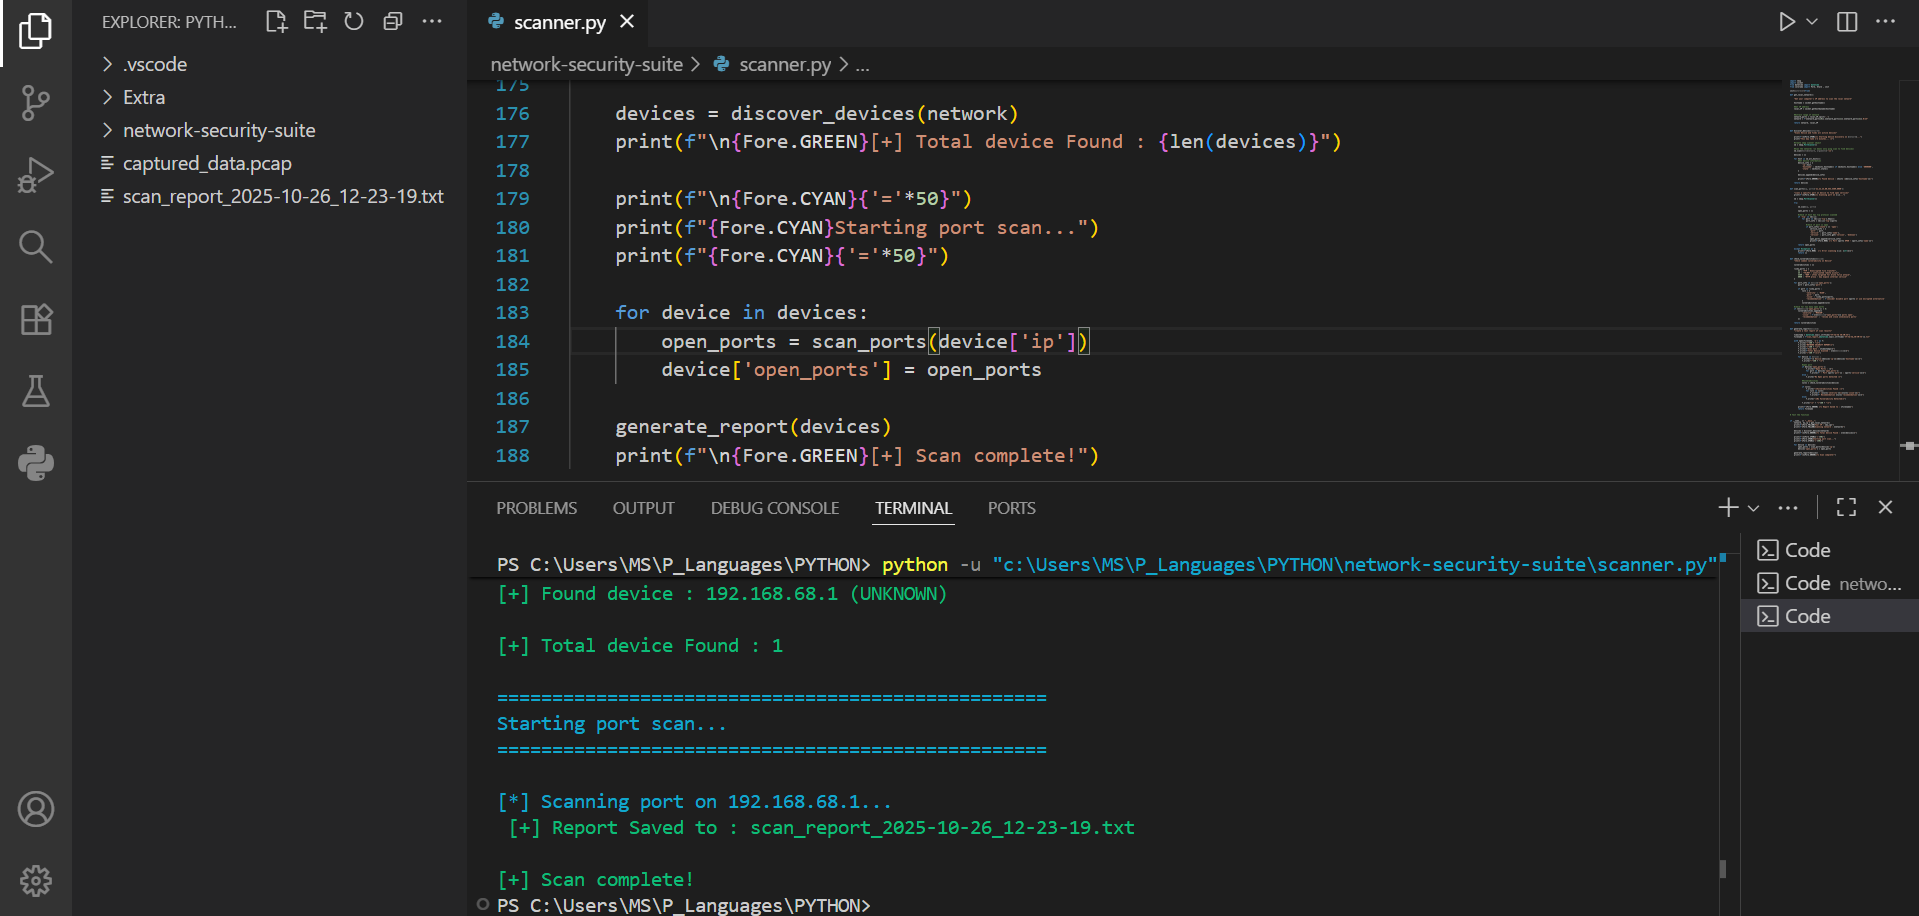 EXPLORER: PYTH...
.vscode
Extra
network-security-suite
captured_data.pcap
scan_report_2025-10-26_12-23-19.txt
scanner.py
network-security-suite > scanner.py > ...
175
176 devices = discover_devices(network)
177 print(f"\n{Fore.GREEN}[+] Total device Found : {len(devices)}")
178
179 print(f"\n{Fore.CYAN}{'='*50}")
180 print(f"{Fore.CYAN}Starting port scan...")
181 print(f"{Fore.CYAN}{'='*50}")
182
183 for device in devices:
184 open_ports = scan_ports(device['ip'])
185 device['open_ports'] = open_ports
186
187 generate_report(devices)
188 print(f"\n{Fore.GREEN}[+] Scan complete!")
PROBLEMS OUTPUT DEBUG CONSOLE TERMINAL PORTS
PS C:\Users\MS\P_Languages\PYTHON> python -u "c:\Users\MS\P_Languages\PYTHON\network-security-suite\scanner.py"
[+] Found device : 192.168.68.1 (UNKNOWN)
[+] Total device Found : 1
==================================================
Starting port scan...
==================================================
[*] Scanning port on 192.168.68.1...
[+] Report Saved to : scan_report_2025-10-26_12-23-19.txt
[+] Scan complete!
PS C:\Users\MS\P_Languages\PYTHON>
Code
Code netwo...
Code